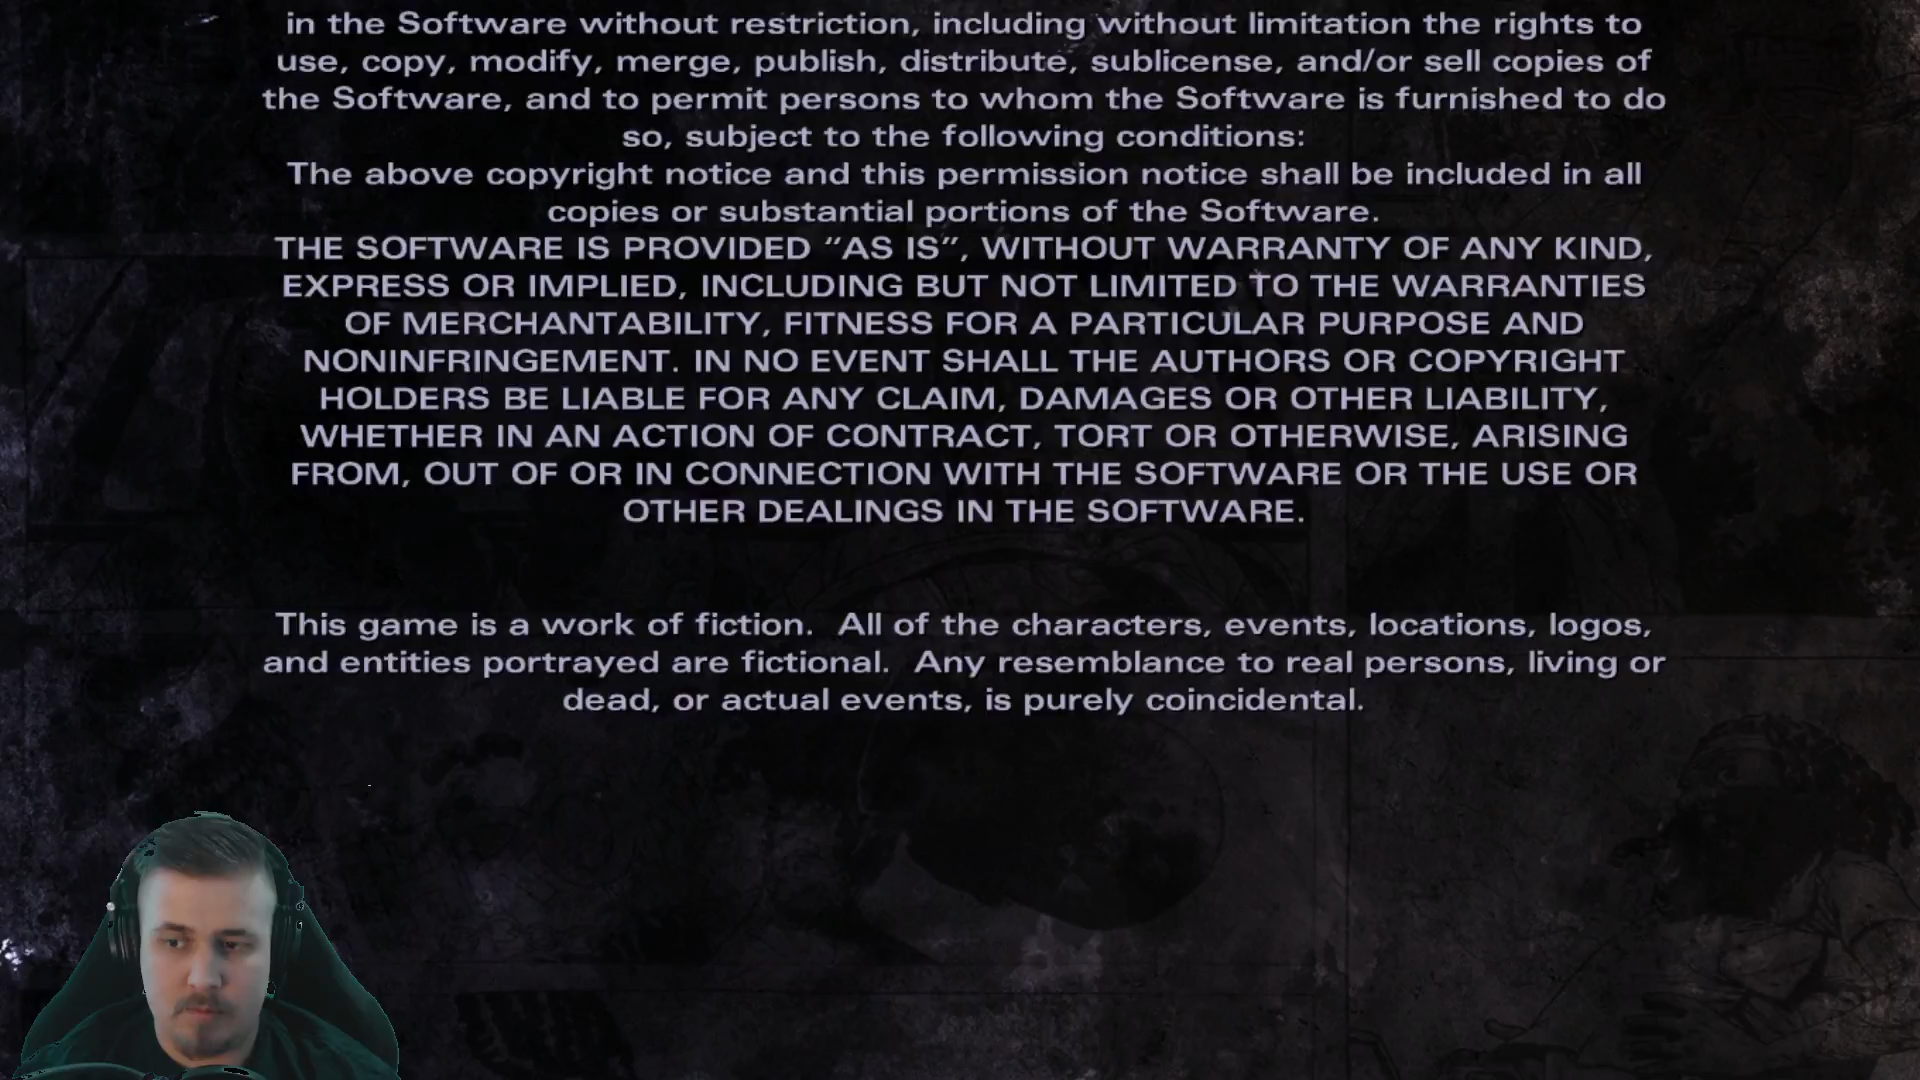 in the Software without restriction, including without limitation the rights to
use, copy, modify, merge, publish, distribute, sublicense, and/or sell copies of
the Software, and to permit persons to whom the Software is furnished to do
so, subject to the following conditions:
The above copyright notice and this permission notice shall be included in all
copies or substantial portions of the Software.
THE SOFTWARE IS PROVIDED “AS IS”, WITHOUT WARRANTY OF ANY KIND,
EXPRESS OR IMPLIED, INCLUDING BUT NOT LIMITED TO THE WARRANTIES
OF MERCHANTABILITY, FITNESS FOR A PARTICULAR PURPOSE AND
NONINFRINGEMENT. IN NO EVENT SHALL THE AUTHORS OR COPYRIGHT
HOLDERS BE LIABLE FOR ANY CLAIM, DAMAGES OR OTHER LIABILITY,
WHETHER IN AN ACTION OF CONTRACT, TORT OR OTHERWISE, ARISING
FROM, OUT OF OR IN CONNECTION WITH THE SOFTWARE OR THE USE OR
OTHER DEALINGS IN THE SOFTWARE.
This game is a work of fiction.  All of the characters, events, locations, logos,
and entities portrayed are fictional.  Any resemblance to real persons, living or
dead, or actual events, is purely coincidental.